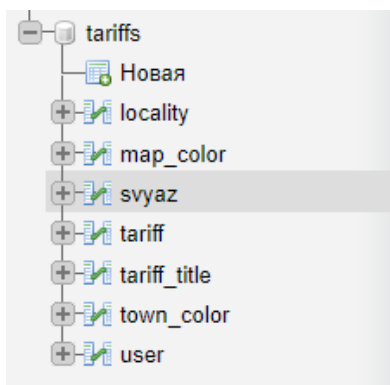 tariffs
Новая
locality
map_color
svyaz
tariff
tariff_title
town_color
user